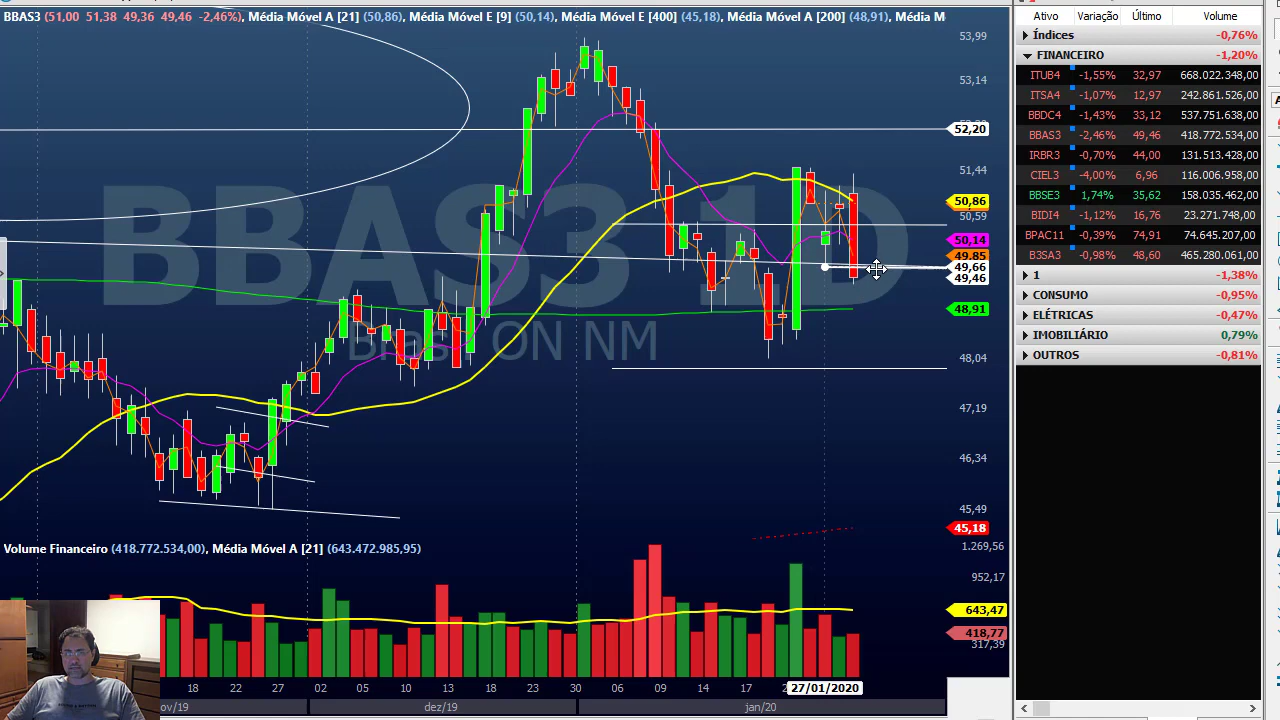 BBAS3 (51,00 51,38 49,36 49,46 -2,46%), Média Móvel A [21] (50,86), Média Móvel E [9] (50,14), Média Móvel E [400] (45,18), Média Móvel A [200] (48,91), Média M
BBAS3 1D
Brasil ON NM
53,99
53,14
52,20
51,44
50,86
50,59
50,14
49,85
49,66
49,46
48,91
48,04
47,19
46,34
45,49
45,18
Volume Financeiro (418.772.534,00), Média Móvel A [21] (643.472.985,95)
1.269,56
952,17
643,47
418,77
317,39
18 22 27 02 05 10 13 18 23 30 06 09 14 17 27/01/2020
ov/19 dez/19 jan/20
Ativo Variação Último Volume
Índices -0,76%
FINANCEIRO -1,20%
ITUB4 -1,55% 32,97 668.022.348,00
ITSA4 -1,07% 12,97 242.861.526,00
BBDC4 -1,43% 33,12 537.751.638,00
BBAS3 -2,46% 49,46 418.772.534,00
IRBR3 -0,70% 44,00 131.513.428,00
CIEL3 -4,00% 6,96 116.006.958,00
BBSE3 1,74% 35,62 158.035.462,00
BIDI4 -1,12% 16,76 23.271.748,00
BPAC11 -0,39% 74,91 74.645.207,00
B3SA3 -0,98% 48,60 465.280.061,00
1 -1,38%
CONSUMO -0,95%
ELÉTRICAS -0,47%
IMOBILIÁRIO 0,79%
OUTROS -0,81%